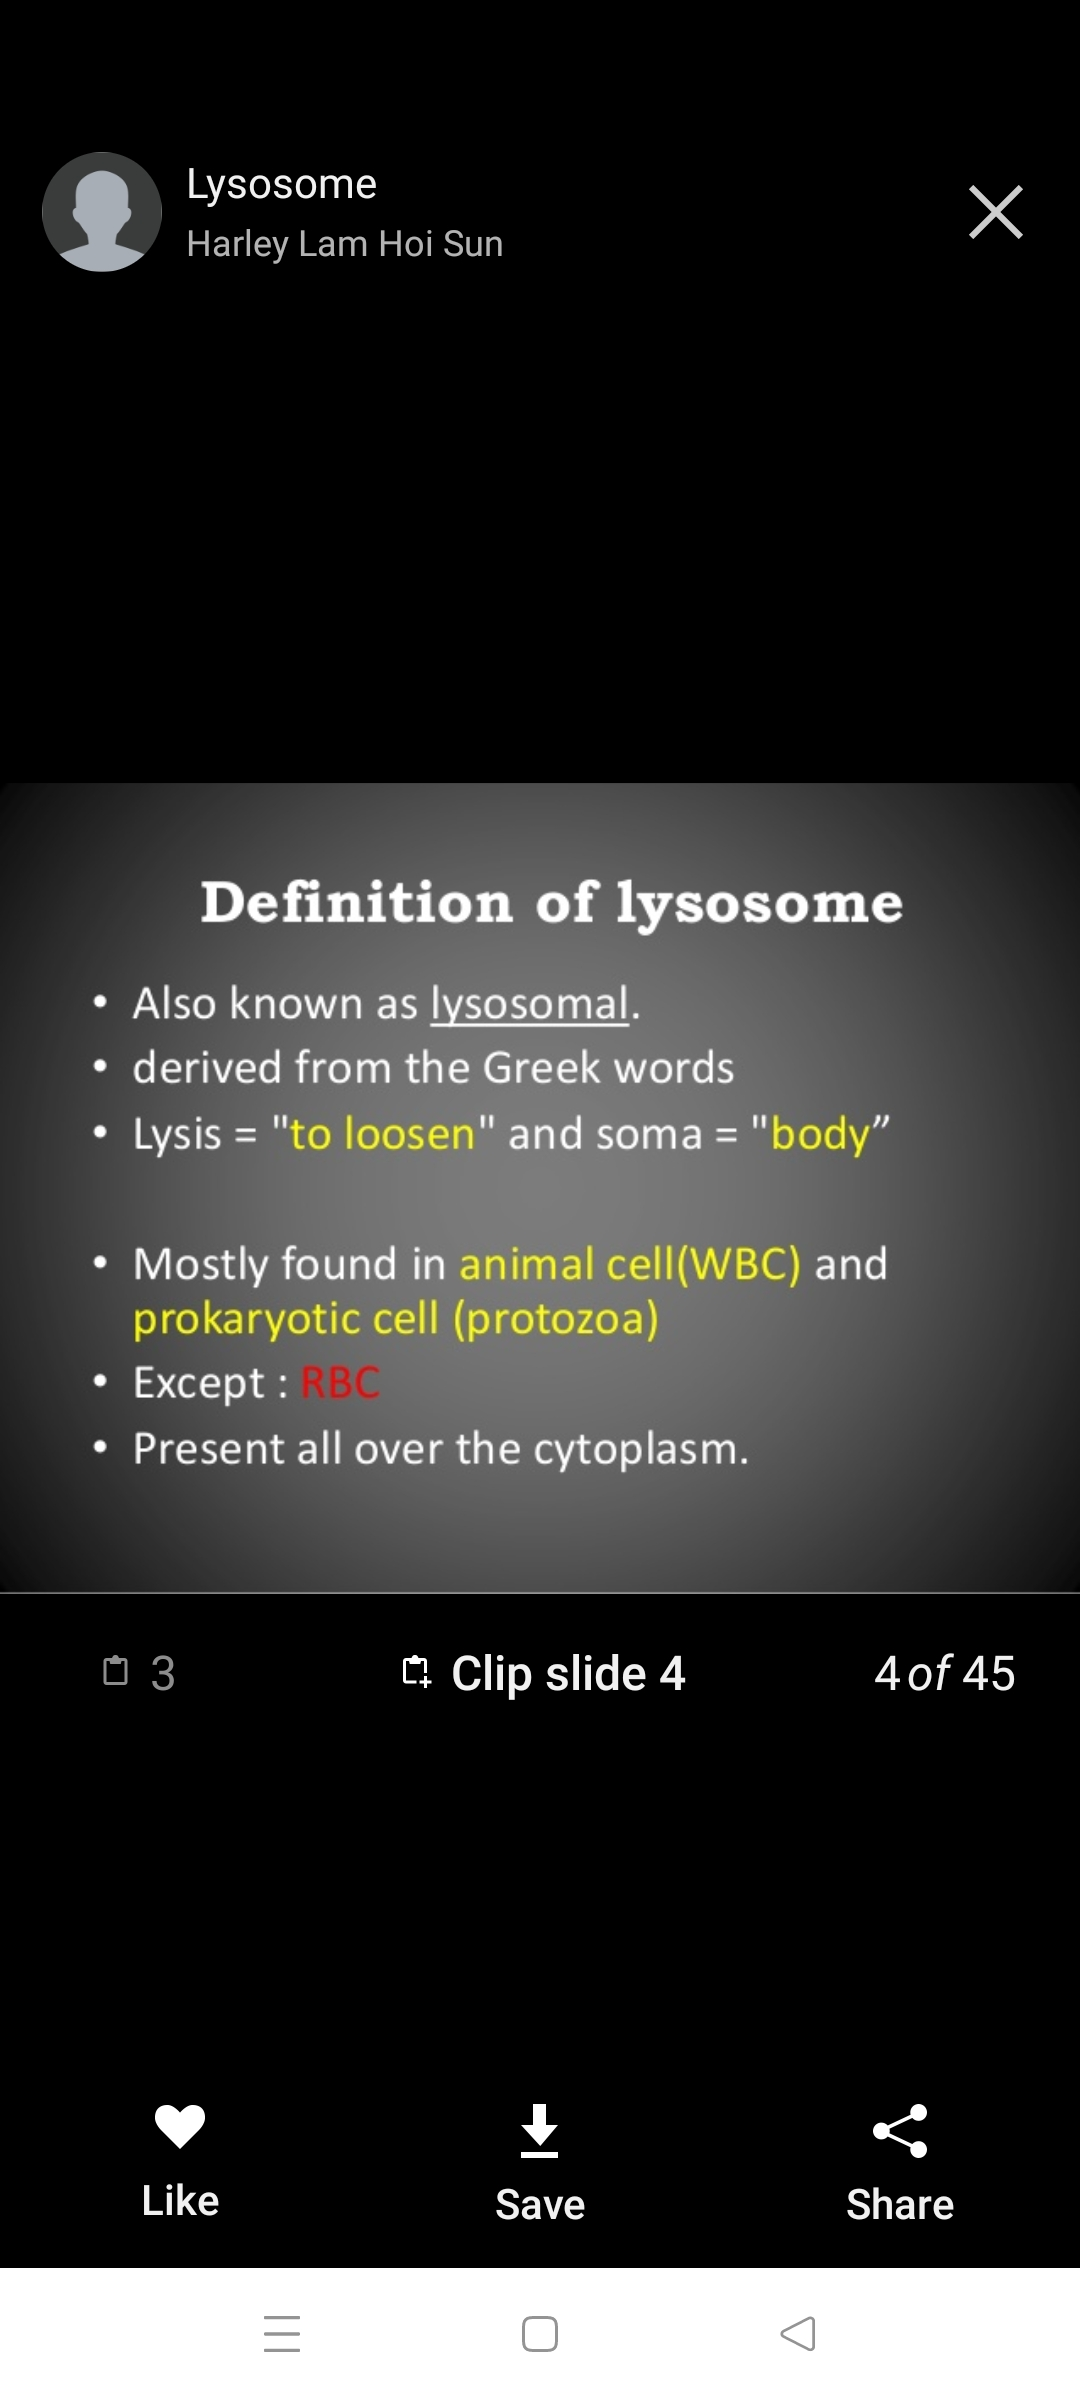 Lysosome
Harley Lam Hoi Sun
Definition of lysosome
• Also known as lysosomal.
• derived from the Greek words
• Lysis = "to loosen" and soma = "body”
• Mostly found in animal cell(WBC) and
prokaryotic cell (protozoa)
• Except : RBC
• Present all over the cytoplasm.
3
Clip slide 4
4 of 45
Like
Save
Share